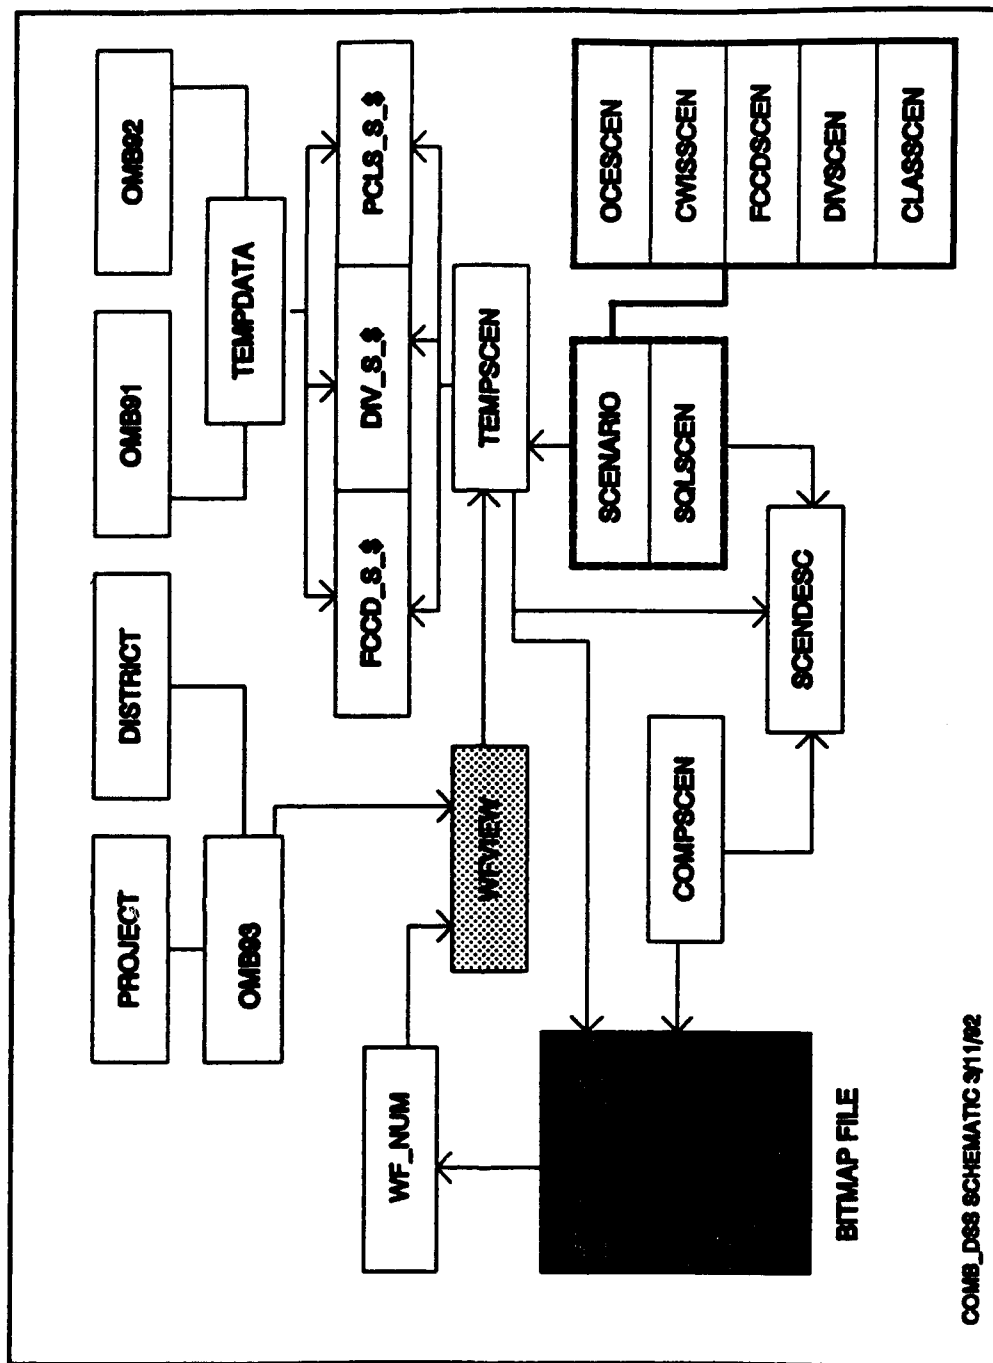 PROJECT
DISTRICT
OMB91
OMB92
OMB93
TEMPDATA
WF_NUM
FCCD_S_$
DIV_S_$
PCLS_S_$
WFVIEW
TEMPSCEN
SCENARIO
SQLSCEN
OCESCEN
CWISSCEN
FCCDSCEN
DIVSCEN
CLASSCEN
COMPSCEN
SCENDESC
BITMAP FILE
COMB_DSS SCHEMATIC 3/11/92